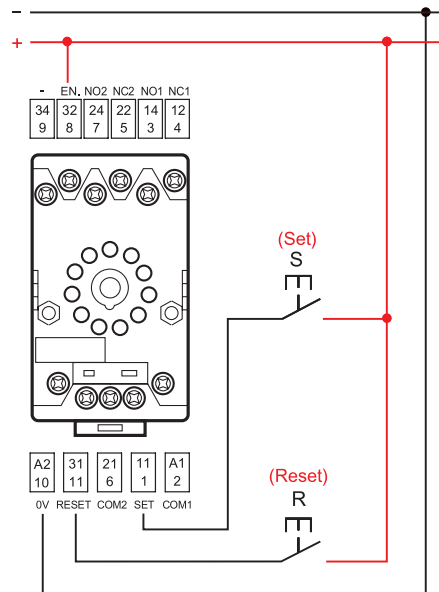 -
+
- EN. NO2 NC2 NO1 NC1
34 32 24 22 14 12
9 8 7 5 3 4
(Set)
S
A2 31 21 11 A1
10 11 6 1 2
0V RESET COM2 SET COM1
(Reset)
R